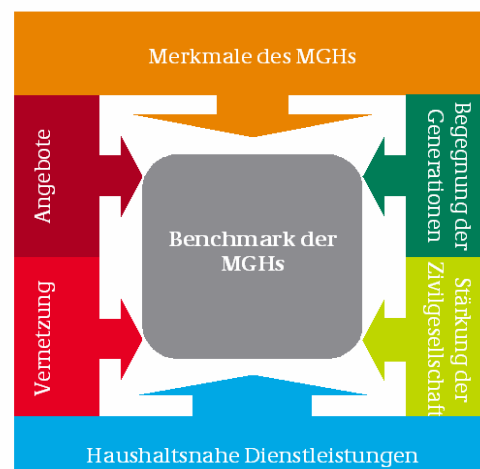 Merkmale des MGHs
Angebote
Begegnung der
Generationen
Benchmark der
MGHs
Vernetzung
Stärkung der
Zivilgesellschaft
Haushaltsnahe Dienstleistungen